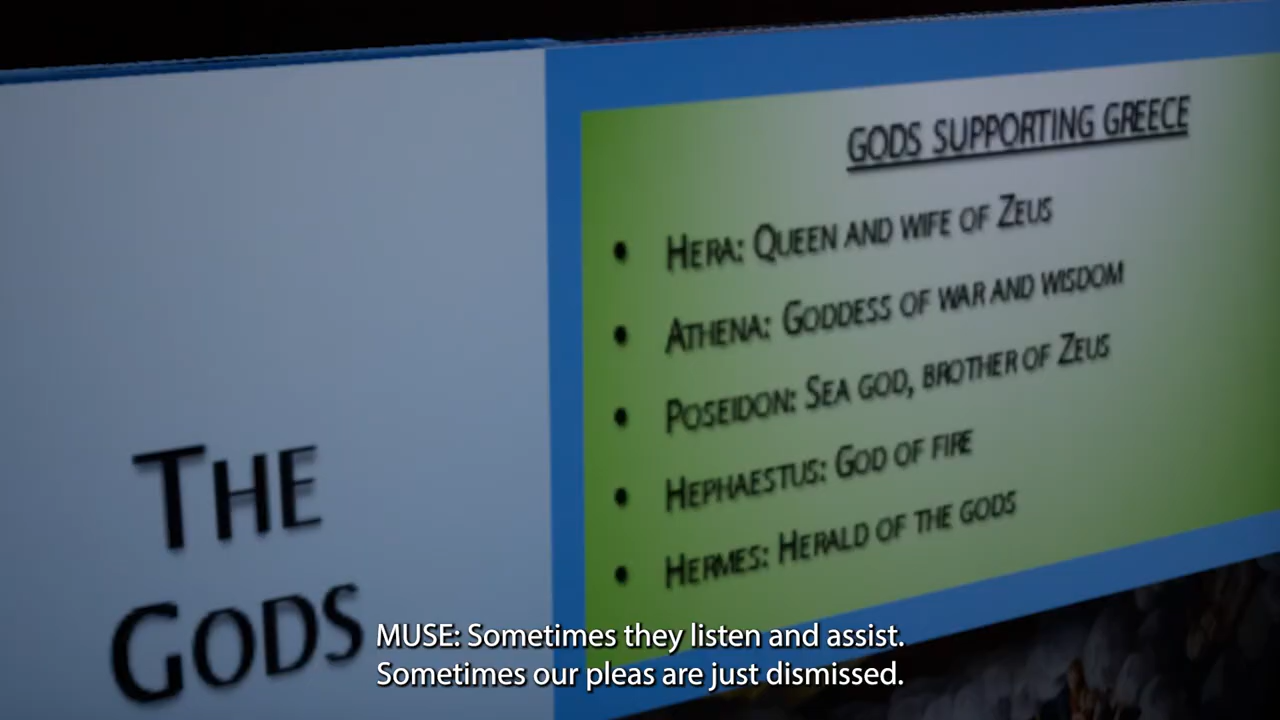 The
Gods
Gods supporting Greece
• Hera: Queen and wife of Zeus
• Athena: Goddess of war and wisdom
• Poseidon: Sea god, brother of Zeus
• Hephaestus: God of fire
• Hermes: Herald of the gods
MUSE: Sometimes they listen and assist.
Sometimes our pleas are just dismissed.